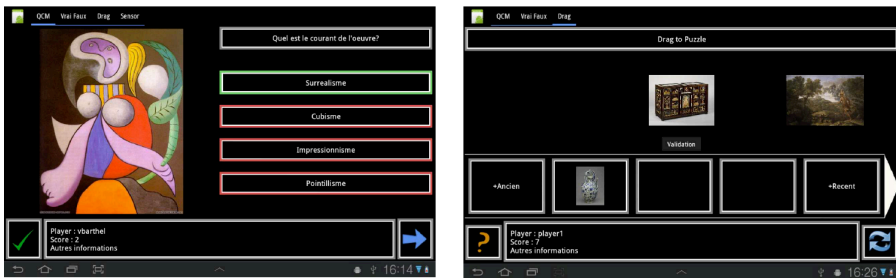 QCM Vrai Faux Drag Sensor
Quel est le courant de l'oeuvre?
Surrealisme
Cubisme
Impressionnisme
Pointillisme
Player : vbarthel
Score : 2
Autres informations
16:14
QCM Vrai Faux Drag
Drag to Puzzle
Validation
+Ancien
+Recent
?
Player : player1
Score : 7
Autres informations
16:26